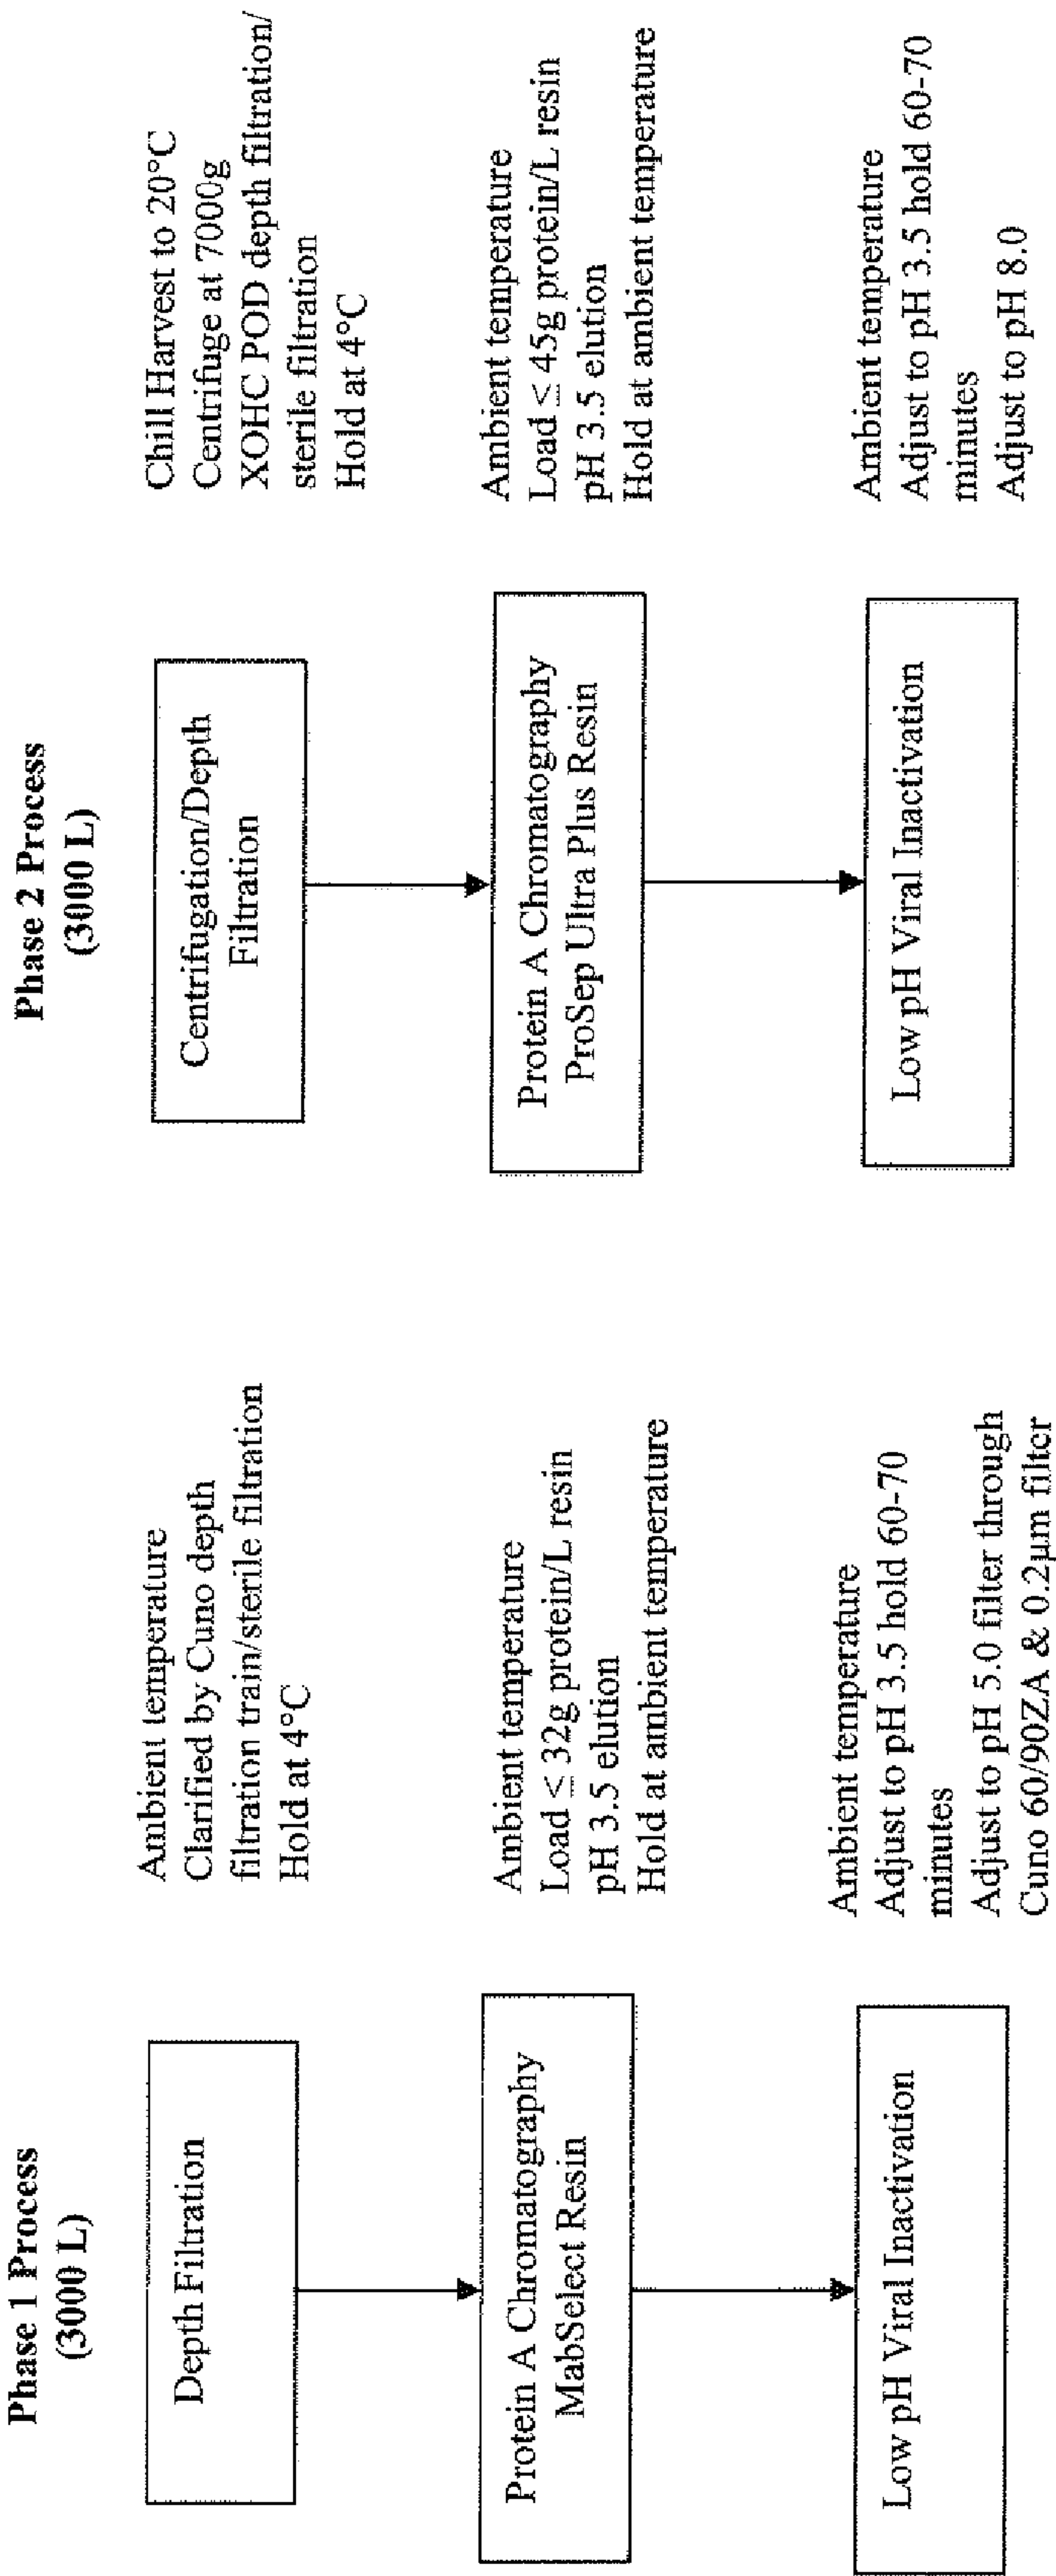 Phase 1 Process
(3000 L)
Depth Filtration
Ambient temperature
Clarified by Cuno depth
filtration train/sterile filtration
Hold at 4°C
Protein A Chromatography
MabSelect Resin
Ambient temperature
Load ≤ 32g protein/L resin
pH 3.5 elution
Hold at ambient temperature
Low pH Viral Inactivation
Ambient temperature
Adjust to pH 3.5 hold 60-70
minutes
Adjust to pH 5.0 filter through
Cuno 60/90ZA & 0.2µm filter
Phase 2 Process
(3000 L)
Centrifugation/Depth
Filtration
Chill Harvest to 20°C
Centrifuge at 7000g
XOHC POD depth filtration/
sterile filtration
Hold at 4°C
Protein A Chromatography
ProSep Ultra Plus Resin
Ambient temperature
Load ≤ 45g protein/L resin
pH 3.5 elution
Hold at ambient temperature
Low pH Viral Inactivation
Ambient temperature
Adjust to pH 3.5 hold 60-70
minutes
Adjust to pH 8.0